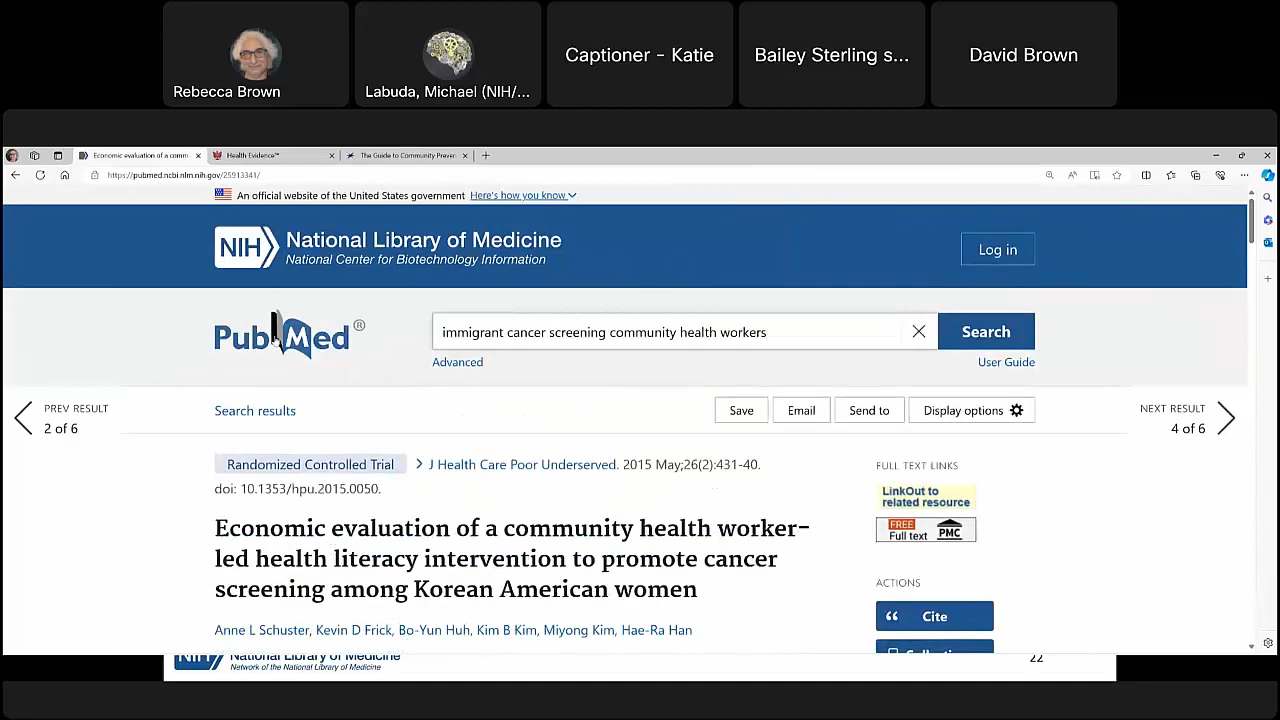 Rebecca Brown
Labuda, Michael (NIH/...
Captioner - Katie
Bailey Sterling s...
David Brown
Economic evaluation of a comm
Health Evidence™
The Guide to Community Preven
https://pubmed.ncbi.nlm.nih.gov/25913341/
An official website of the United States government Here's how you know
NIH
National Library of Medicine
National Center for Biotechnology Information
Log in
PubMed®
immigrant cancer screening community health workers
Search
Advanced
User Guide
PREV RESULT
2 of 6
Search results
Save
Email
Send to
Display options
NEXT RESULT
4 of 6
Randomized Controlled Trial
J Health Care Poor Underserved. 2015 May;26(2):431-40.
doi: 10.1353/hpu.2015.0050.
Economic evaluation of a community health worker-
led health literacy intervention to promote cancer
screening among Korean American women
Anne L Schuster, Kevin D Frick, Bo-Yun Huh, Kim B Kim, Miyong Kim, Hae-Ra Han
FULL TEXT LINKS
LinkOut to
related resource
FREE
Full text
PMC
ACTIONS
Cite
NIH
National Library of Medicine
Network of the National Library of Medicine
22